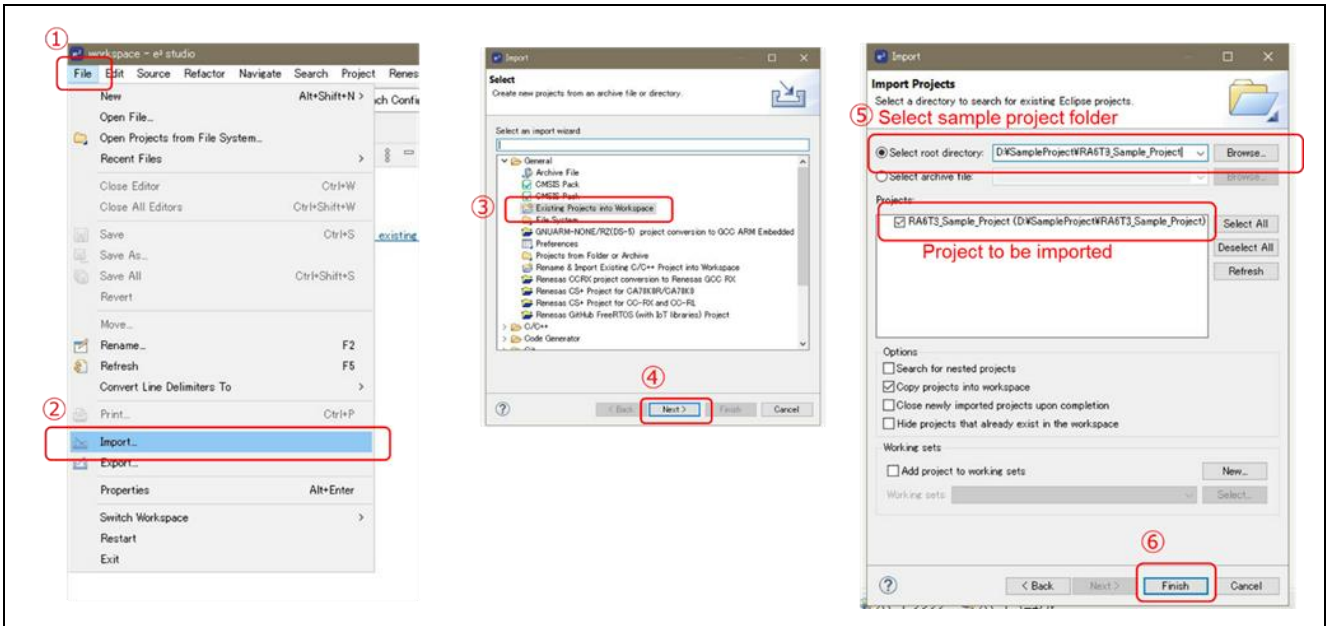 ①
workspace - e² studio
File Edit Source Refactor Navigate Search Project Renes
New Alt+Shift+N >
Open File...
Open Projects from File System...
Recent Files >
Close Editor Ctrl+W
Close All Editors Ctrl+Shift+W
Save Ctrl+S
Save As...
Save All Ctrl+Shift+S
Revert
Move...
Rename... F2
Refresh F5
Convert Line Delimiters To >
②
Print... Ctrl+P
Import...
Export...
Properties Alt+Enter
Switch Workspace >
Restart
Exit
ch Config
existing
Import
Select
Create new projects from an archive file or directory.
Select an import wizard
General
Archive File
CMSIS Pack
CMSIS Pack
③
Existing Projects into Workspace
File System
GNUARM-NONE/RZ(DS-5) project conversion to GCC ARM Embedded
Preferences
Projects from Folder or Archive
Rename & Import Existing C/C++ Project into Workspace
Renesas CCRX project conversion to Renesas GCC RX
Renesas CS+ Project for CA78K0R/CA78K0
Renesas CS+ Project for CC-RX and CC-RL
Renesas GitHub FreeRTOS (with IoT libraries) Project
> C/C++
> Code Generator
> Git
④
? < Back Next > Finish Cancel
Import
Import Projects
Select a directory to search for existing Eclipse projects.
⑤ Select sample project folder
Select root directory: D:¥SampleProject¥RA6T3_Sample_Project Browse...
Select archive file: Browse...
Projects:
RA6T3_Sample_Project (D:¥SampleProject¥RA6T3_Sample_Project) Select All
Project to be imported
Deselect All
Refresh
Options
Search for nested projects
Copy projects into workspace
Close newly imported projects upon completion
Hide projects that already exist in the workspace
Working sets
Add project to working sets New...
Working sets: Select...
⑥
? < Back Next > Finish Cancel